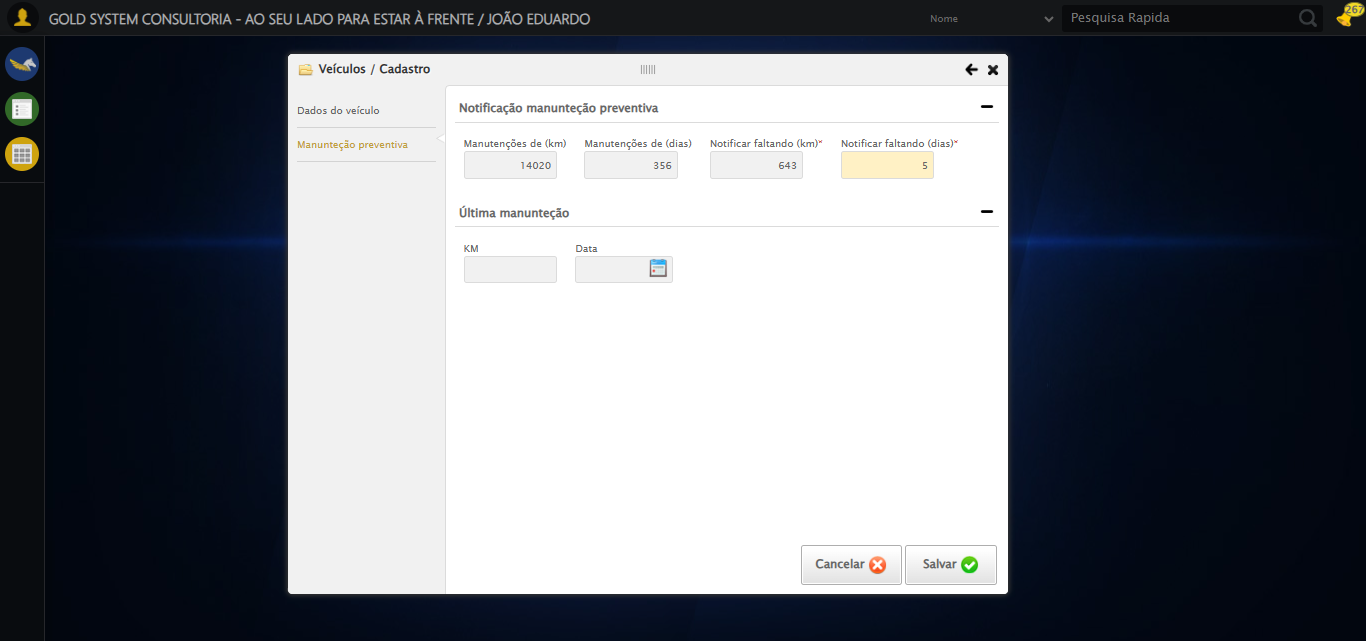 GOLD SYSTEM CONSULTORIA - AO SEU LADO PARA ESTAR À FRENTE / JOÃO EDUARDO
Nome
Pesquisa Rapida
267
Veículos / Cadastro
Dados do veículo
Manunteção preventiva
Notificação manunteção preventiva
Manutenções de (km) Manutenções de (dias) Notificar faltando (km)* Notificar faltando (dias)*
14020 356 643 5
Última manunteção
KM Data
Cancelar Salvar